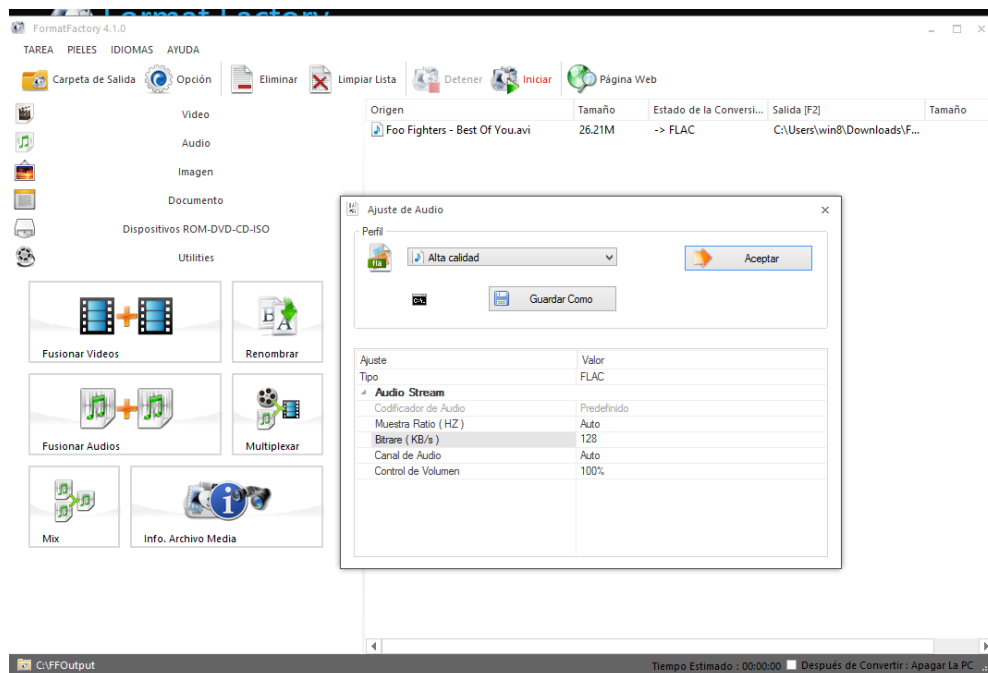 Format Factory
FormatFactory 4.1.0
TAREA PIELES IDIOMAS AYUDA
Carpeta de Salida Opción Eliminar Limpiar Lista Detener Iniciar Página Web
Video
Audio
Imagen
Documento
Dispositivos ROM-DVD-CD-ISO
Utilities
Fusionar Videos
Renombrar
Fusionar Audios
Multiplexar
Mix
Info. Archivo Media
Origen Tamaño Estado de la Conversi... Salida [F2] Tamaño
Foo Fighters - Best Of You.avi 26.21M -> FLAC C:\Users\win8\Downloads\F...
Ajuste de Audio
Perfil
Alta calidad
Aceptar
Guardar Como
Ajuste Valor
Tipo FLAC
Audio Stream
Codificador de Audio Predefinido
Muestra Ratio ( HZ ) Auto
Bitrare ( KB/s ) 128
Canal de Audio Auto
Control de Volumen 100%
C:\FFOutput
Tiempo Estimado : 00:00:00 Después de Convertir : Apagar La PC